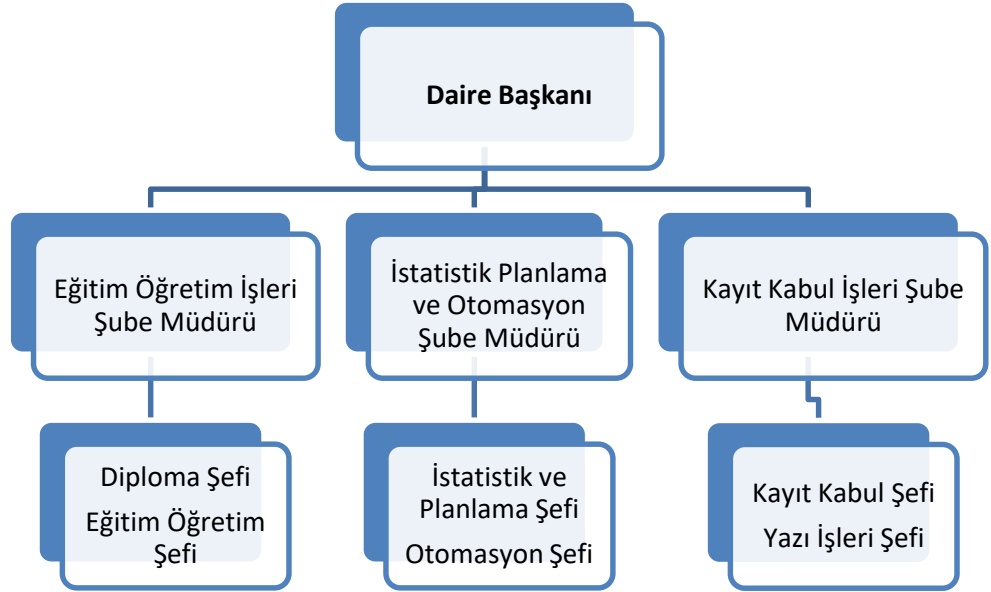 Daire Başkanı
Eğitim Öğretim İşleri
Şube Müdürü
İstatistik Planlama
ve Otomasyon
Şube Müdürü
Kayıt Kabul İşleri Şube
Müdürü
Diploma Şefi
Eğitim Öğretim
Şefi
İstatistik ve
Planlama Şefi
Otomasyon Şefi
Kayıt Kabul Şefi
Yazı İşleri Şefi